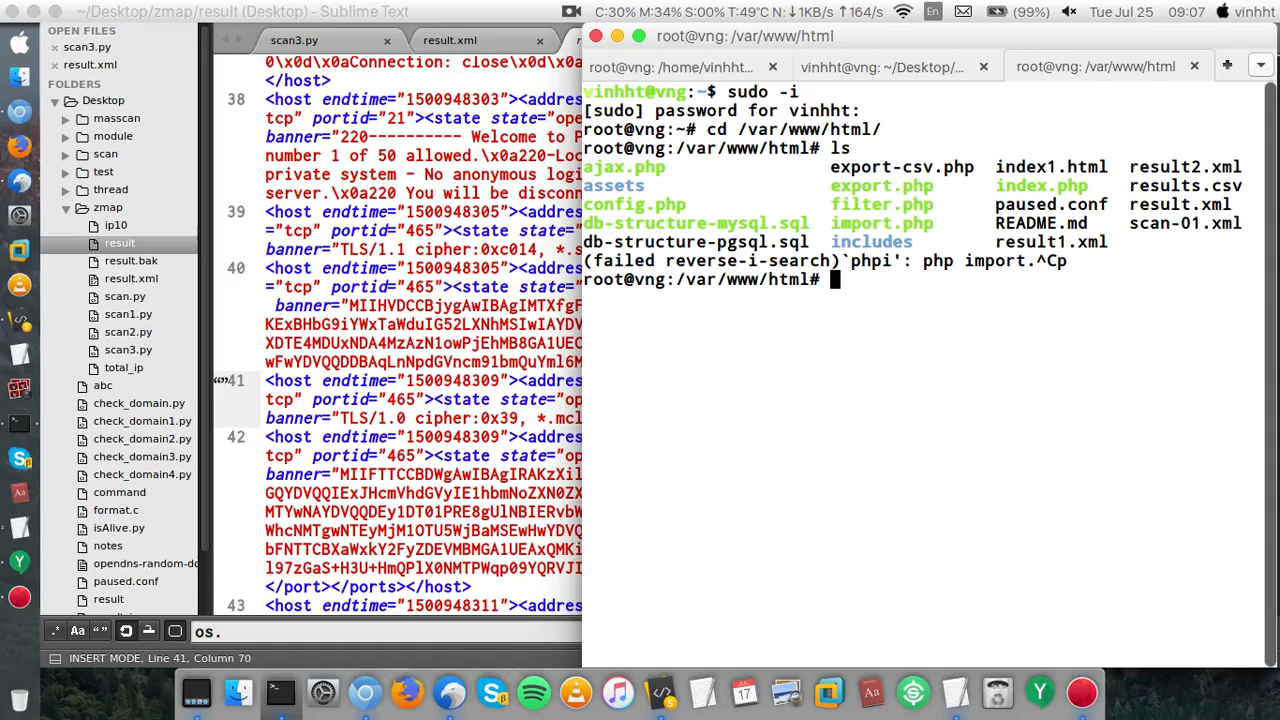 ~/Desktop/zmap/result (Desktop) - Sublime Text
C:30% M:34% S:00% T:49°C N:↓1KB/s ↑164/s
En
(99%)
Tue Jul 25
09:07
vinhht
OPEN FILES
scan3.py
result.xml
FOLDERS
Desktop
masscan
module
scan
test
thread
zmap
ip10
result
result.bak
result.xml
scan.py
scan1.py
scan2.py
scan3.py
total_ip
abc
check_domain.py
check_domain1.py
check_domain2.py
check_domain3.py
check_domain4.py
command
format.c
isAlive.py
notes
opendns-random-do
paused.conf
result
scan3.py
result.xml
0\x0d\x0aConnection: close\x0d\x0a
</host>
38 <host endtime="1500948303"><addres
tcp" portid="21"><state state="ope
banner="220---------- Welcome to P
number 1 of 50 allowed.\x0a220-Loc
private system - No anonymous logi
server.\x0a220 You will be disconn
39 <host endtime="1500948305"><addres
="tcp" portid="465"><state state="
banner="TLS/1.1 cipher:0xc014, *.s
40 <host endtime="1500948305"><addres
="tcp" portid="465"><state state="
banner="MIIHVDCCBjygAwIBAgIMTXfgF
KExBHbG9iYWxTaWduIG52LXNhMSIwIAYDV
XDTE4MDUxNDA4MzAzN1owPjEhMB8GA1UEC
wFwYDVQQDDBAqLnNpdGVncm91bmQuYml6M
41 <host endtime="1500948309"><addres
tcp" portid="465"><state state="op
banner="TLS/1.0 cipher:0x39, *.mcl
42 <host endtime="1500948309"><addres
tcp" portid="465"><state state="op
banner="MIIFTTCCBDWgAwIBAgIRAKzXil
GQYDVQQIExJHcmVhdGVyIE1hbmNoZXN0ZX
MTYwNAYDVQQDEy1DT01PRE8gUlNBIERvbW
WhcNMTgwNTEyMjM1OTU5WjBaMSEwHwYDVQ
bFNTTCBXaWxkY2FyZDEVMBMGA1UEAxQMKi
l97zGaS+H3U+HmQPlX0NMTPWqp09YQRVJI
</port></ports></host>
43 <host endtime="1500948311"><addres
os.
INSERT MODE, Line 41, Column 70
root@vng: /var/www/html
root@vng: /home/vinhht...
vinhht@vng: ~/Desktop/...
root@vng: /var/www/html
vinhht@vng:~$ sudo -i
[sudo] password for vinhht:
root@vng:~# cd /var/www/html/
root@vng:/var/www/html# ls
ajax.php export-csv.php index1.html result2.xml
assets export.php index.php results.csv
config.php filter.php paused.conf result.xml
db-structure-mysql.sql import.php README.md scan-01.xml
db-structure-pgsql.sql includes result1.xml
(failed reverse-i-search)`phpi': php import.^Cp
root@vng:/var/www/html#
17